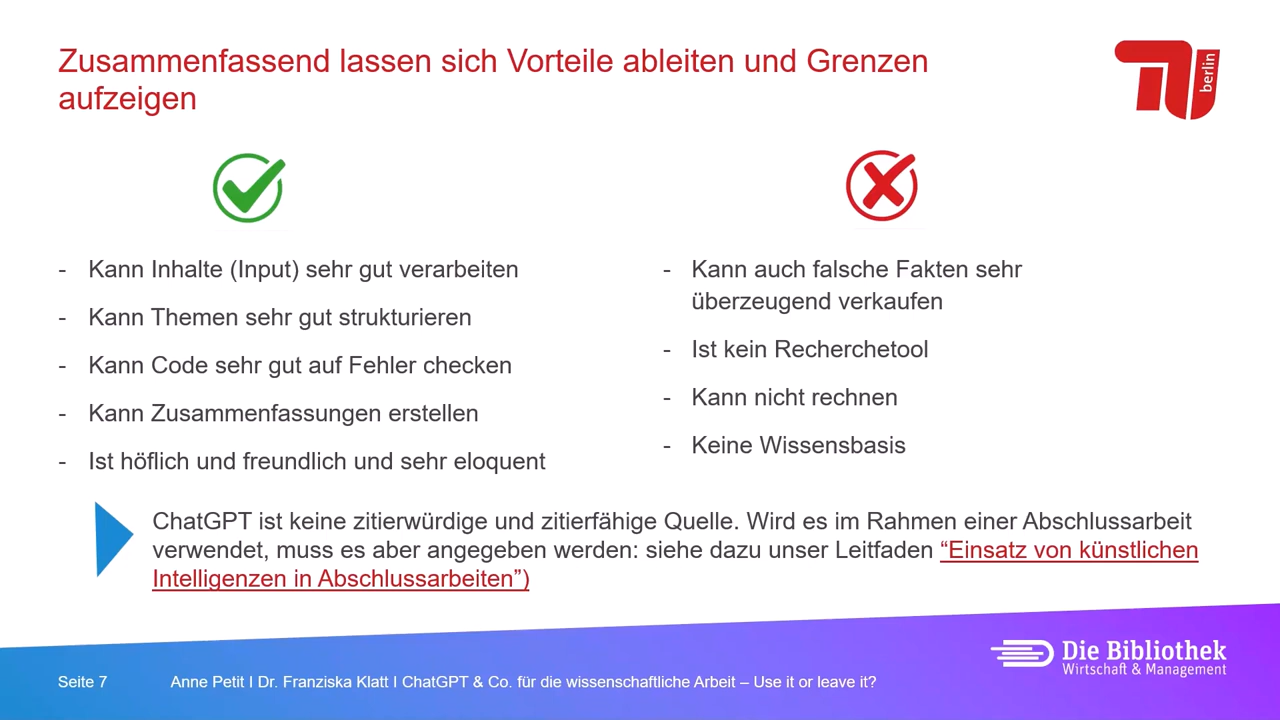 Zusammenfassend lassen sich Vorteile ableiten und Grenzen
aufzeigen
berlin
- Kann Inhalte (Input) sehr gut verarbeiten
- Kann Themen sehr gut strukturieren
- Kann Code sehr gut auf Fehler checken
- Kann Zusammenfassungen erstellen
- Ist höflich und freundlich und sehr eloquent
- Kann auch falsche Fakten sehr
überzeugend verkaufen
- Ist kein Recherchetool
- Kann nicht rechnen
- Keine Wissensbasis
ChatGPT ist keine zitierwürdige und zitierfähige Quelle. Wird es im Rahmen einer Abschlussarbeit
verwendet, muss es aber angegeben werden: siehe dazu unser Leitfaden “Einsatz von künstlichen
Intelligenzen in Abschlussarbeiten”)
Die Bibliothek
Wirtschaft & Management
Seite 7 Anne Petit I Dr. Franziska Klatt I ChatGPT & Co. für die wissenschaftliche Arbeit – Use it or leave it?